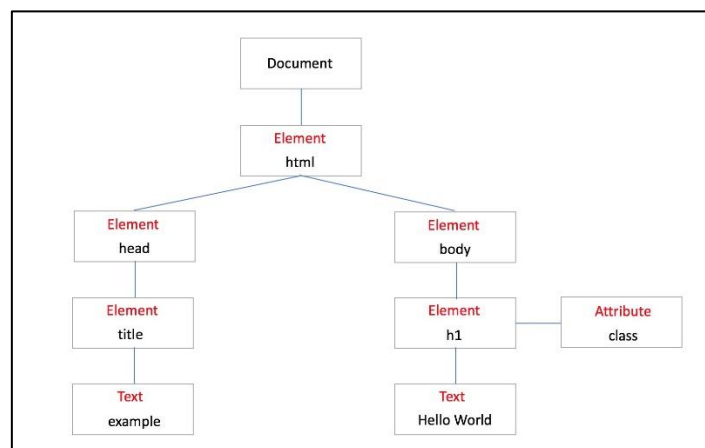 Document
Element
html
Element
head
Element
body
Element
title
Element
h1
Attribute
class
Text
example
Text
Hello World